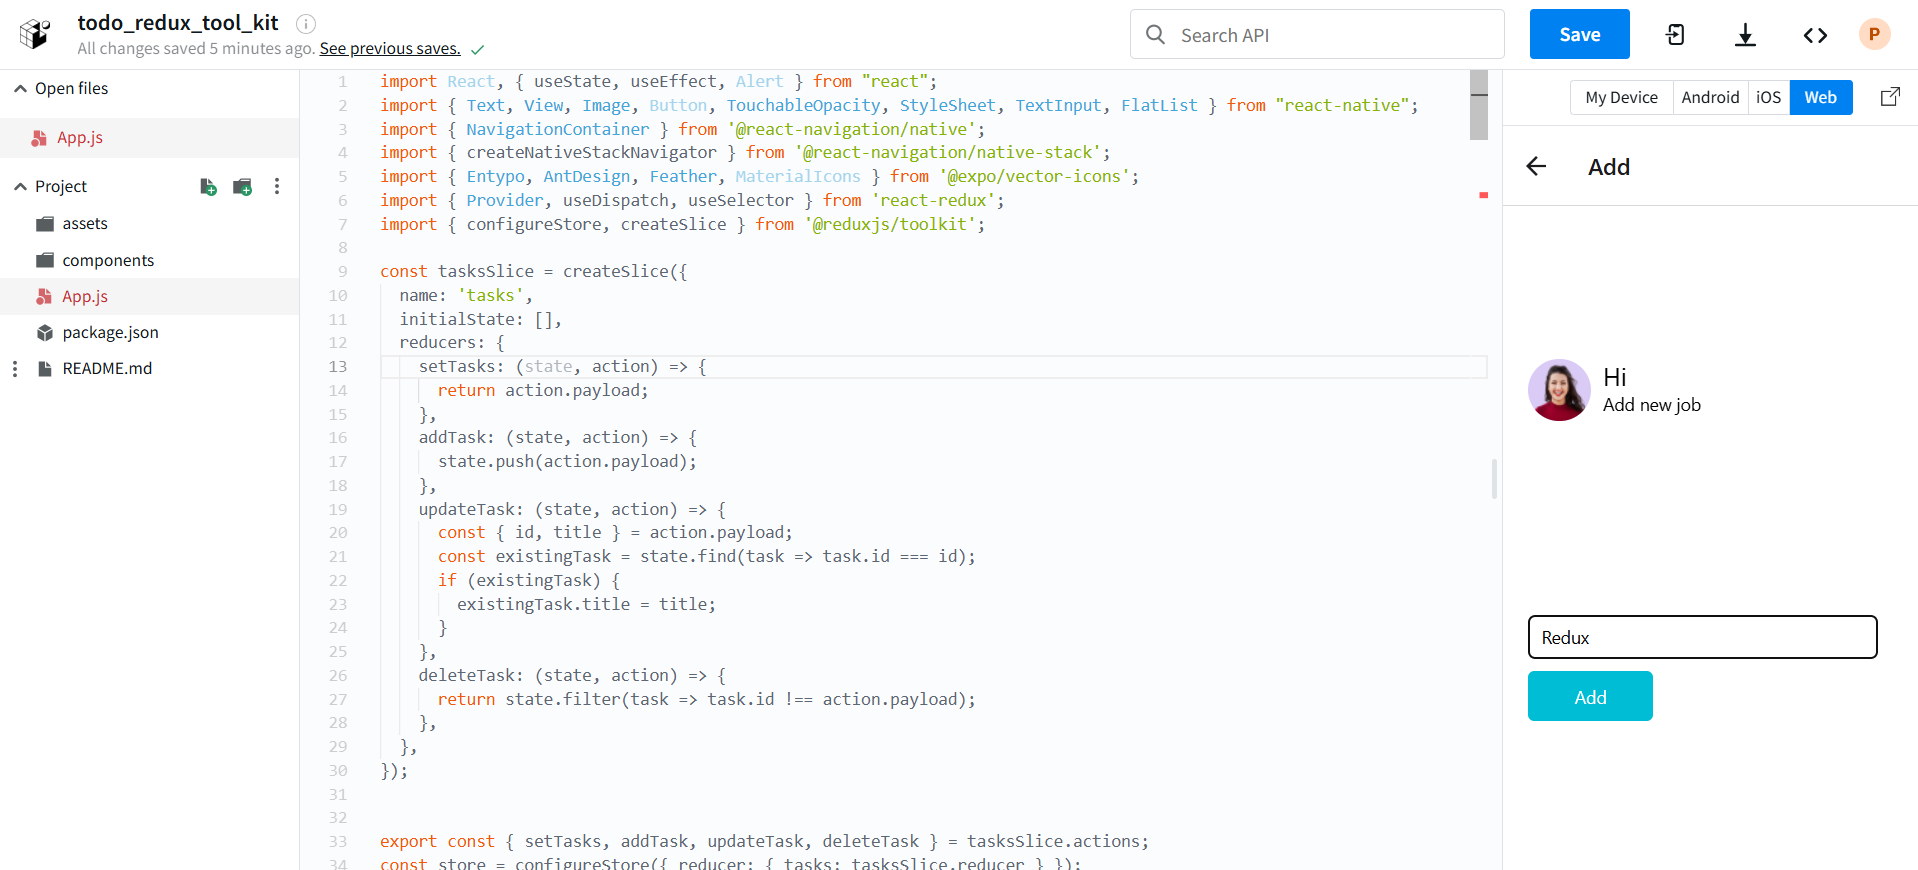 todo_redux_tool_kit
All changes saved 5 minutes ago. See previous saves.
Search API
Save
P
Open files
App.js
Project
assets
components
App.js
package.json
README.md
1 import React, { useState, useEffect, Alert } from "react";
2 import { Text, View, Image, Button, TouchableOpacity, StyleSheet, TextInput, FlatList } from "react-native";
3 import { NavigationContainer } from '@react-navigation/native';
4 import { createNativeStackNavigator } from '@react-navigation/native-stack';
5 import { Entypo, AntDesign, Feather, MaterialIcons } from '@expo/vector-icons';
6 import { Provider, useDispatch, useSelector } from 'react-redux';
7 import { configureStore, createSlice } from '@reduxjs/toolkit';
8
9 const tasksSlice = createSlice({
10 name: 'tasks',
11 initialState: [],
12 reducers: {
13 setTasks: (state, action) => {
14 return action.payload;
15 },
16 addTask: (state, action) => {
17 state.push(action.payload);
18 },
19 updateTask: (state, action) => {
20 const { id, title } = action.payload;
21 const existingTask = state.find(task => task.id === id);
22 if (existingTask) {
23 existingTask.title = title;
24 }
25 },
26 deleteTask: (state, action) => {
27 return state.filter(task => task.id !== action.payload);
28 },
29 },
30 });
31
32
33 export const { setTasks, addTask, updateTask, deleteTask } = tasksSlice.actions;
34 const store = configureStore({ reducer: { tasks: tasksSlice.reducer } });
My Device Android iOS Web
Add
Hi
Add new job
Redux
Add